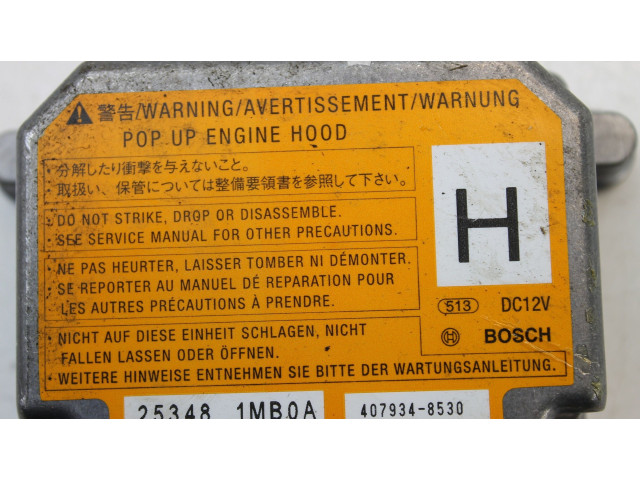 警告/WARNING/AVERTISSEMENT/WARNUNG
POP UP ENGINE HOOD
・分解したり衝撃を与えないこと。
・取扱い、保管については整備要領書を参照して下さい。
・DO NOT STRIKE, DROP OR DISASSEMBLE.
・SEE SERVICE MANUAL FOR OTHER PRECAUTIONS.
・NE PAS HEURTER, LAISSER TOMBER NI DÉMONTER.
・SE REPORTER AU MANUEL DE RÉPARATION POUR
LES AUTRES PRÉCAUTIONS À PRENDRE.
・NICHT AUF DIESE EINHEIT SCHLAGEN, NICHT
FALLEN LASSEN ODER ÖFFNEN.
・WEITERE HINWEISE ENTNEHMEN SIE BITTE DER WARTUNGSANLEITUNG.
H
513 DC12V
BOSCH
25348 1MB0A
407934-8530